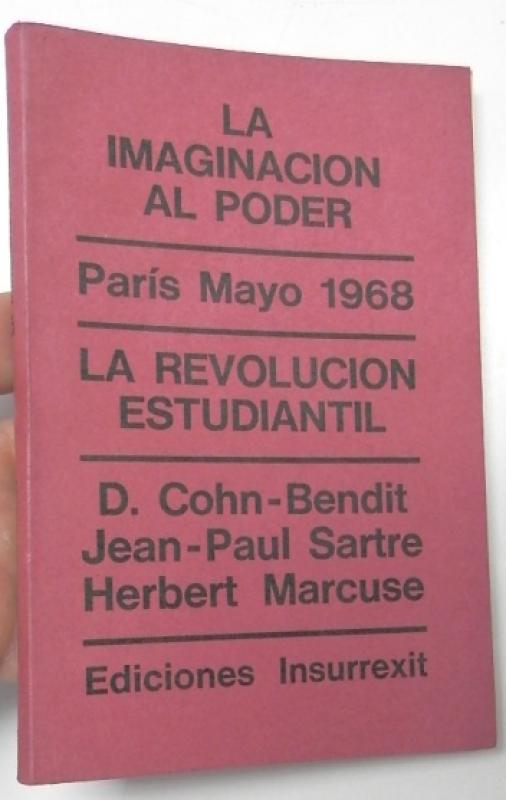 LA
IMAGINACION
AL PODER
París Mayo 1968
LA REVOLUCION
ESTUDIANTIL
D. Cohn-Bendit
Jean-Paul Sartre
Herbert Marcuse
Ediciones Insurrexit